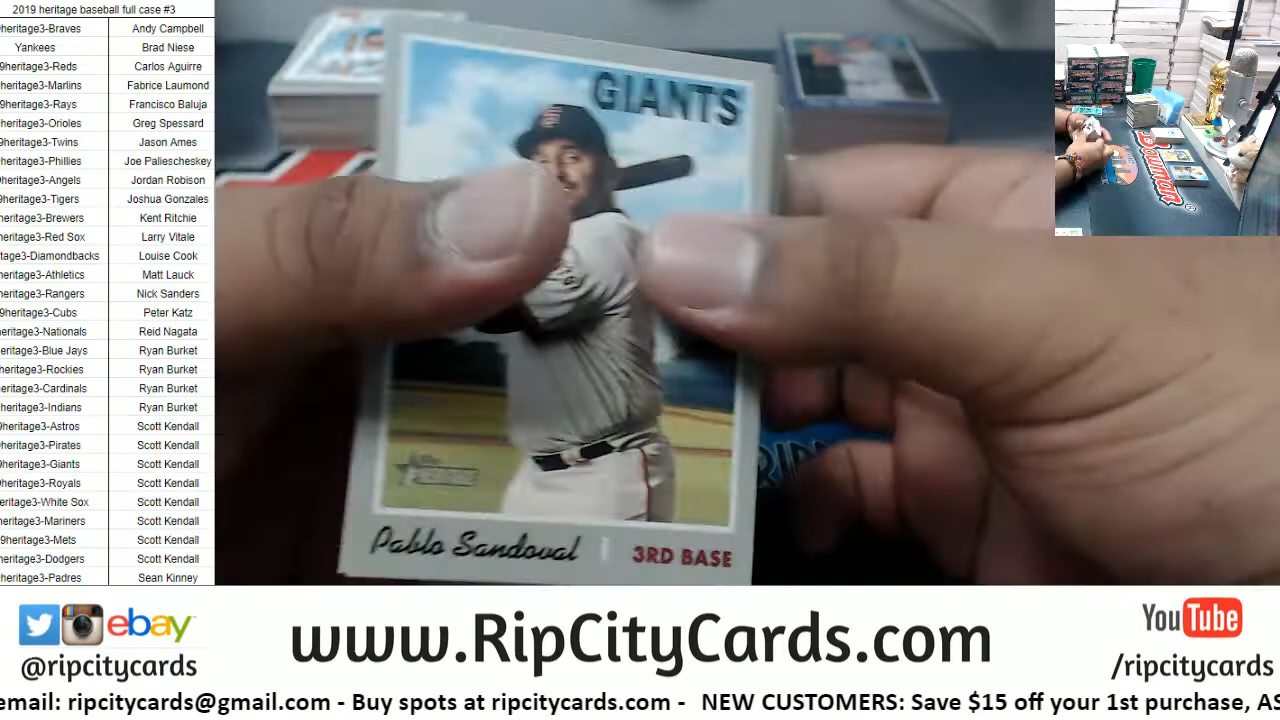 2019 heritage baseball full case #3
9heritage3-Braves Andy Campbell
Yankees Brad Niese
9heritage3-Reds Carlos Aguirre
heritage3-Marlins Fabrice Laumond
9heritage3-Rays Francisco Baluja
heritage3-Orioles Greg Spessard
9heritage3-Twins Jason Ames
heritage3-Phillies Joe Paliescheskey
heritage3-Angels Jordan Robison
9heritage3-Tigers Joshua Gonzales
heritage3-Brewers Kent Ritchie
eritage3-Red Sox Larry Vitale
tage3-Diamondbacks Louise Cook
heritage3-Athletics Matt Lauck
heritage3-Rangers Nick Sanders
9heritage3-Cubs Peter Katz
heritage3-Nationals Reid Nagata
eritage3-Blue Jays Ryan Burket
heritage3-Rockies Ryan Burket
heritage3-Cardinals Ryan Burket
heritage3-Indians Ryan Burket
9heritage3-Astros Scott Kendall
heritage3-Pirates Scott Kendall
9heritage3-Giants Scott Kendall
heritage3-Royals Scott Kendall
eritage3-White Sox Scott Kendall
heritage3-Mariners Scott Kendall
9heritage3-Mets Scott Kendall
heritage3-Dodgers Scott Kendall
heritage3-Padres Sean Kinney
GIANTS
Pablo Sandoval 3RD BASE
Bowman
ebay
@ripcitycards
www.RipCityCards.com
YouTube
/ripcitycards
email: ripcitycards@gmail.com - Buy spots at ripcitycards.com - NEW CUSTOMERS: Save $15 off your 1st purchase, AS